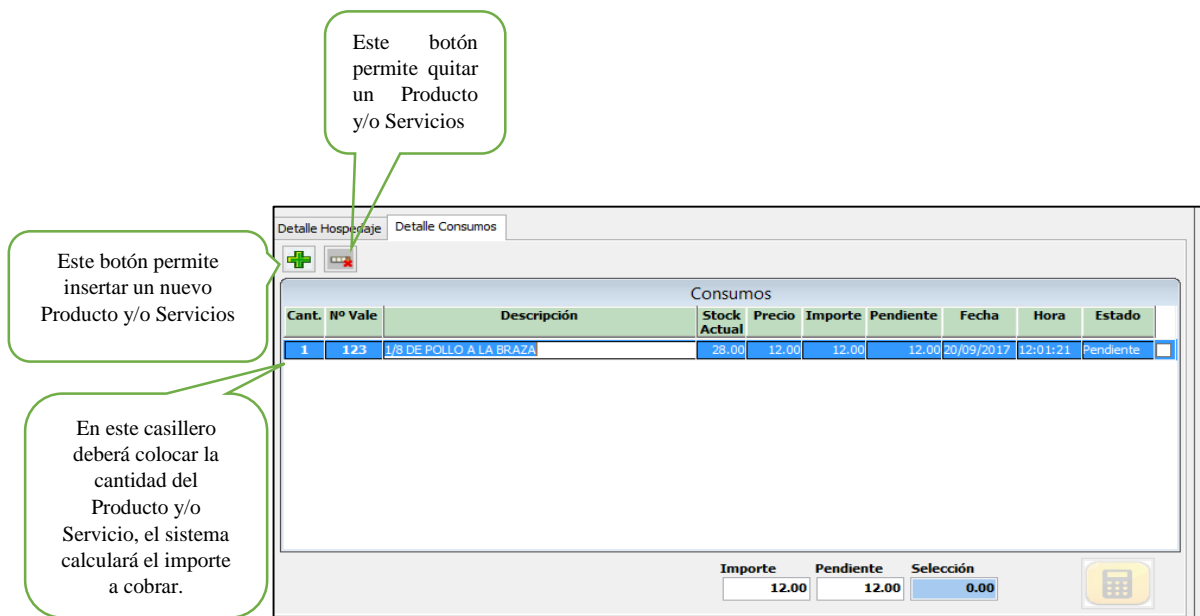 Este botón
permite quitar
un Producto
y/o Servicios
Este botón permite
insertar un nuevo
Producto y/o Servicios
En este casillero
deberá colocar la
cantidad del
Producto y/o
Servicio, el sistema
calculará el importe
a cobrar.
Detalle Hospedaje Detalle Consumos
Consumos
Cant. Nº Vale Descripción Stock Actual Precio Importe Pendiente Fecha Hora Estado
1 123 1/8 DE POLLO A LA BRAZA 28.00 12.00 12.00 12.00 20/09/2017 12:01:21 Pendiente
Importe Pendiente Selección
12.00 12.00 0.00